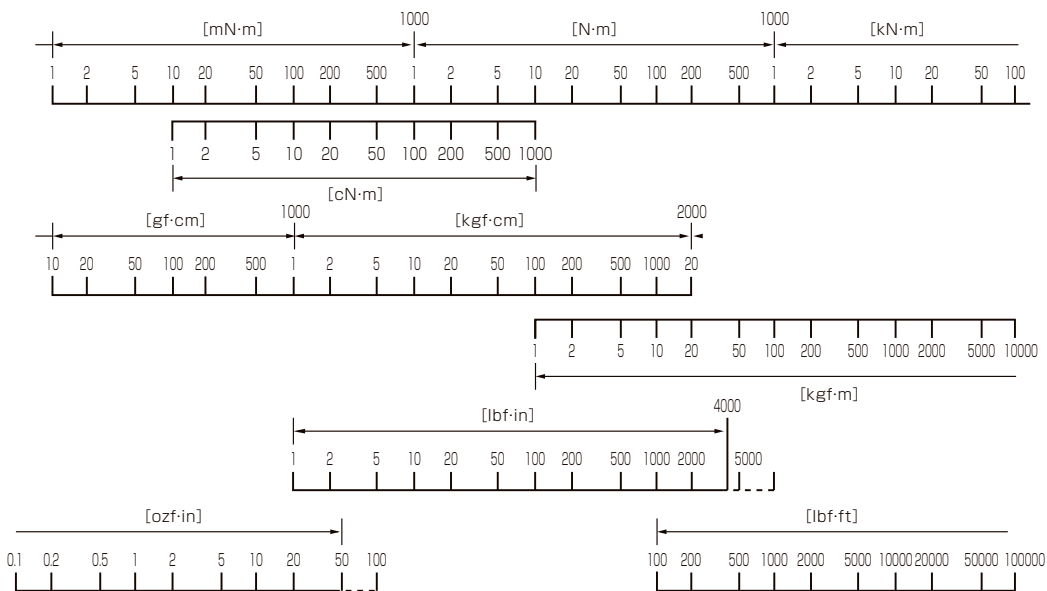 1000 1000
[mN·m] [N·m] [kN·m]
1 2 5 10 20 50 100 200 500 1 2 5 10 20 50 100 200 500 1 2 5 10 20 50 100
1 2 5 10 20 50 100 200 500 1000
[cN·m]
1000 2000
[gf·cm] [kgf·cm]
10 20 50 100 200 500 1 2 5 10 20 50 100 200 500 1000 20
1 2 5 10 20 50 100 200 500 1000 2000 5000 10000
[kgf·m]
4000
[lbf·in]
1 2 5 10 20 50 100 200 500 1000 2000 5000
[ozf·in] [lbf·ft]
0.1 0.2 0.5 1 2 5 10 20 50 100 100 200 500 1000 2000 5000 10000 20000 50000 100000